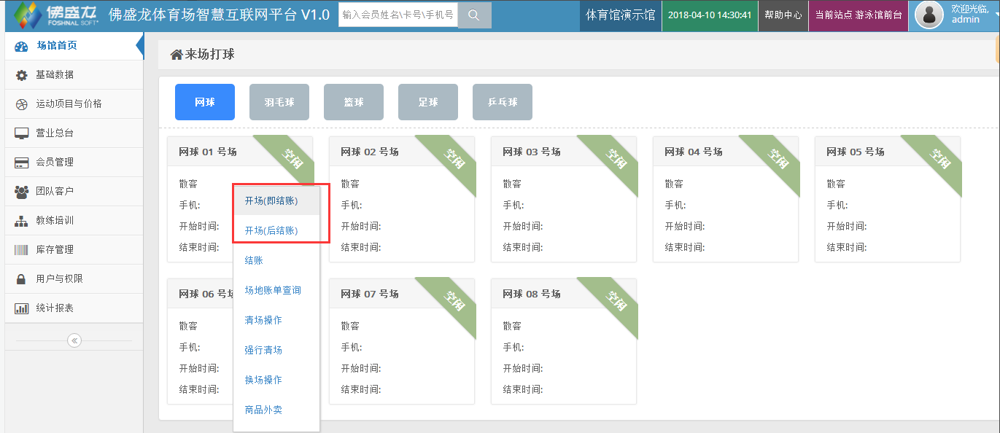 佛盛龙
FOSHNAL SOFT®
佛盛龙体育场智慧互联网平台 V1.0
输入会员姓名\卡号\手机号
体育馆演示馆
2018-04-10 14:30:41
帮助中心
当前站点 游泳馆前台
欢迎光临,
admin
场馆首页
基础数据
运动项目与价格
营业总台
会员管理
团队客户
教练培训
库存管理
用户与权限
统计报表
来场打球
网球
羽毛球
篮球
足球
乒乓球
网球 01 号场
空闲
散客
手机:
开始时间:
结束时间:
网球 02 号场
空闲
散客
手机:
开始时间:
结束时间:
网球 03 号场
空闲
散客
手机:
开始时间:
结束时间:
网球 04 号场
空闲
散客
手机:
开始时间:
结束时间:
网球 05 号场
空闲
散客
手机:
开始时间:
结束时间:
开场(即结账)
开场(后结账)
结账
场地账单查询
清场操作
强行清场
换场操作
商品外卖
网球 06 号
散客
手机:
开始时间:
结束时间:
网球 07 号场
空闲
散客
手机:
开始时间:
结束时间:
网球 08 号场
空闲
散客
手机:
开始时间:
结束时间: